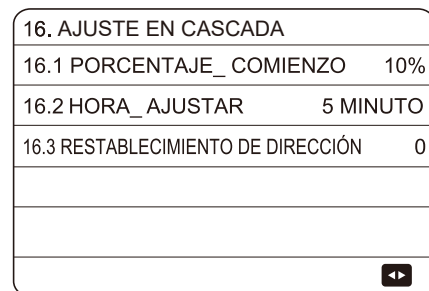 16. AJUSTE EN CASCADA
16.1 PORCENTAJE_ COMIENZO 10%
16.2 HORA_ AJUSTAR 5 MINUTO
16.3 RESTABLECIMIENTO DE DIRECCIÓN 0